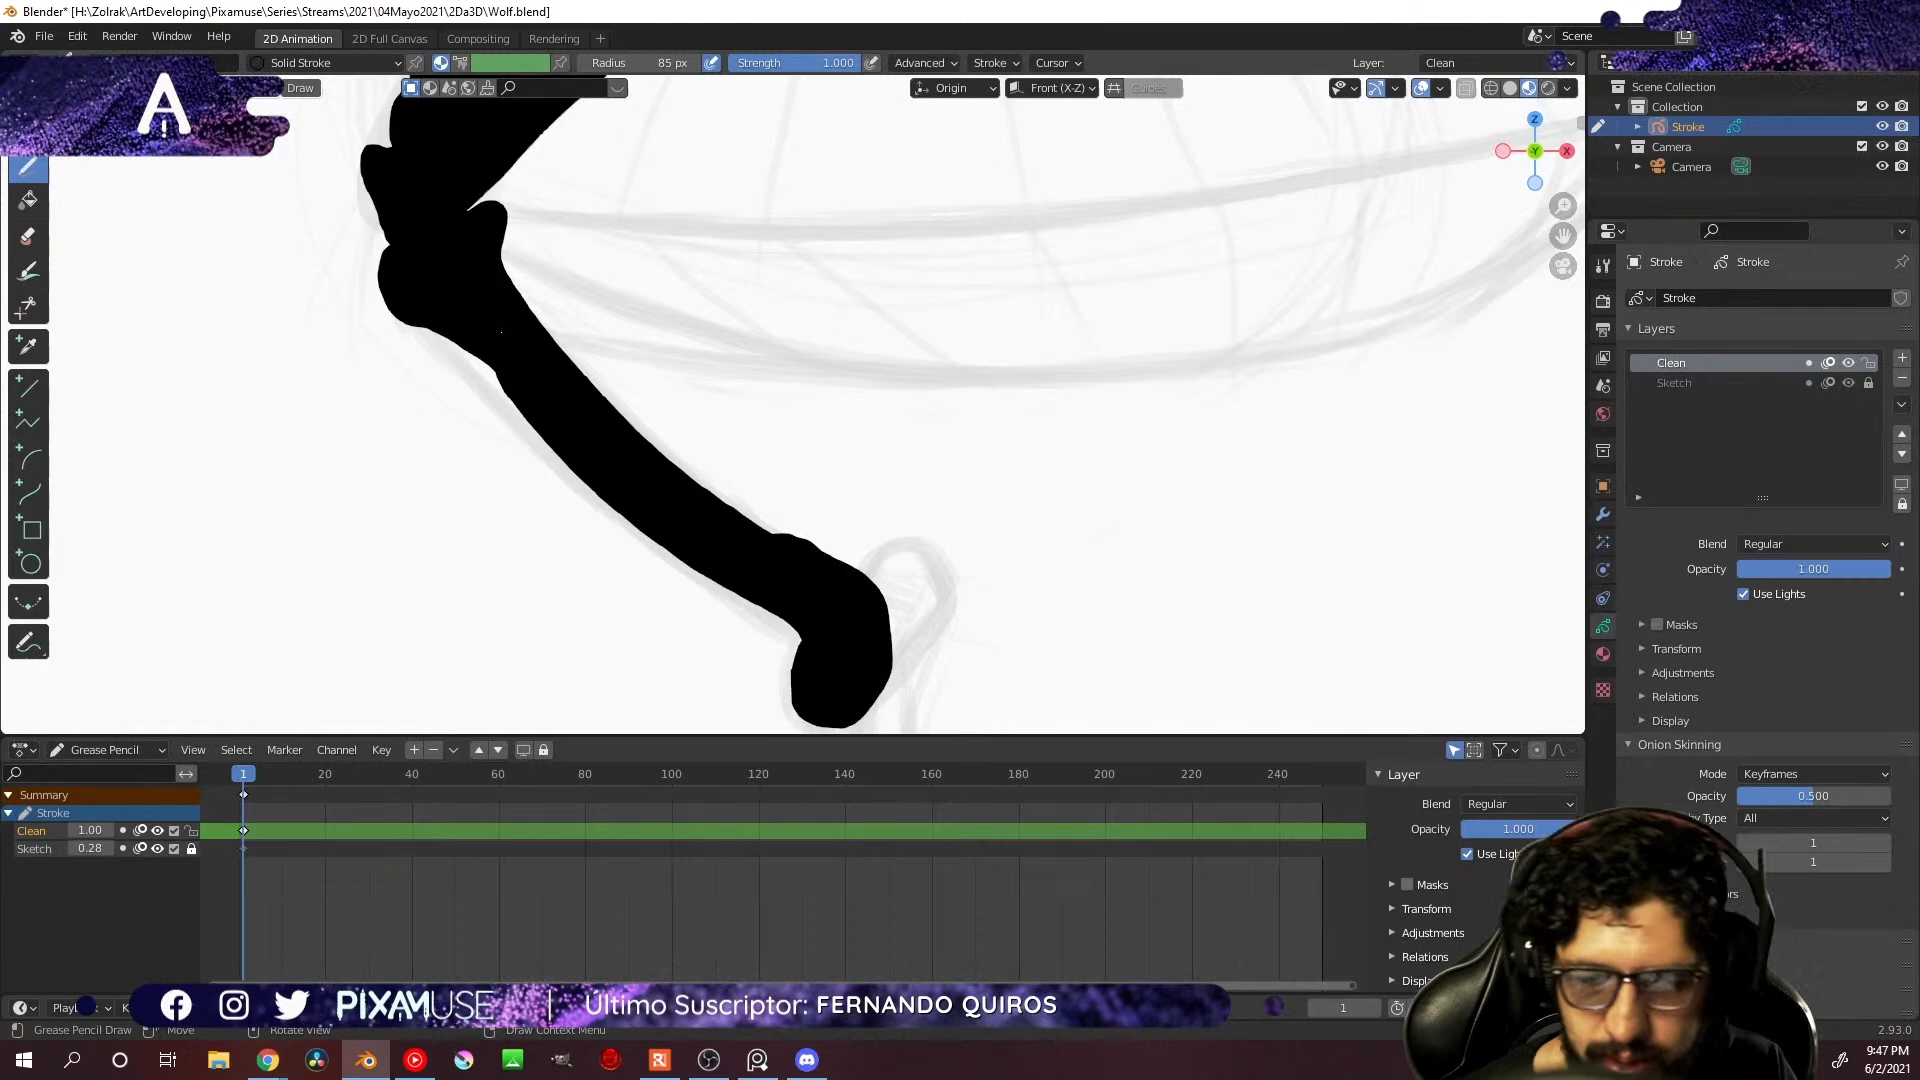 Blender* [H:\Zolrak\ArtDeveloping\Pixamuse\Series\Streams\2021\04Mayo2021\2Da3D\Wolf.blend]
File Edit Render Window Help 2D Animation 2D Full Canvas Compositing Rendering + Scene
Solid Stroke Radius 85 px Strength 1.000 Advanced Stroke Cursor Layer: Clean
Draw Origin Front (X-Z) Guides
Z
Y
X
Scene Collection
Collection
Stroke
Camera
Camera
Stroke Stroke
Stroke
Layers
Clean
Sketch
Blend Regular
Opacity 1.000
Use Lights
Masks
Transform
Adjustments
Relations
Display
Onion Skinning
Mode Keyframes
Opacity 0.500
by Type All
1
1
Grease Pencil View Select Marker Channel Key
1 20 40 60 80 100 120 140 160 180 200 220 240
Summary
Stroke
Clean 1.00
Sketch 0.28
Layer
Blend Regular
Opacity 1.000
Masks
Transform
Adjustments
Relations
1
PIXAMUSE
Último Suscriptor: FERNANDO QUIROS
Grease Pencil Draw Move Rotate View Draw Context Menu 2.93.0
9:47 PM
6/2/2021